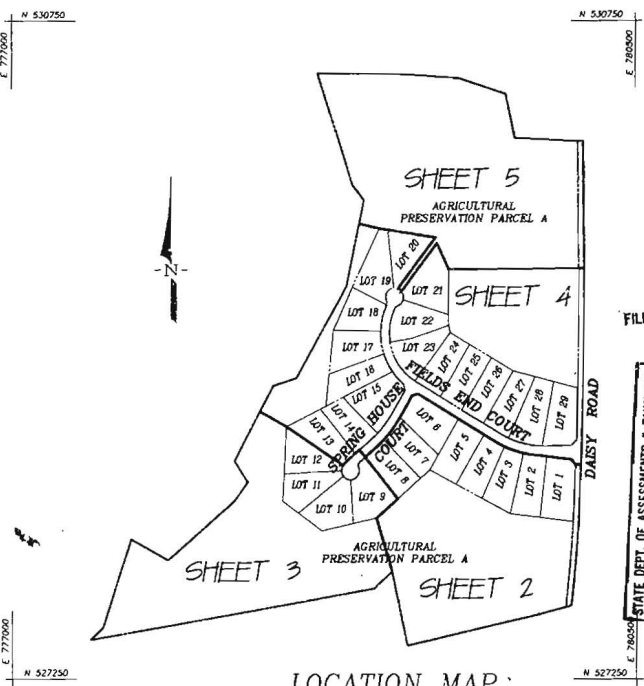 N 530750
E 777000
N 530750
E 780500
SHEET 5
AGRICULTURAL
PRESERVATION PARCEL A
-N-
LOT 20
LOT 19
LOT 21
SHEET 4
LOT 18
LOT 22
LOT 17
LOT 23
LOT 24
LOT 25
LOT 26
LOT 27
LOT 28
LOT 29
LOT 16
LOT 15
LOT 14
LOT 13
FIELDS END COURT
DAISY ROAD
SPRING HOUSE
COURT
LOT 6
LOT 5
LOT 4
LOT 3
LOT 2
LOT 1
LOT 12
LOT 11
LOT 10
LOT 9
LOT 8
LOT 7
AGRICULTURAL
PRESERVATION PARCEL A
SHEET 3
SHEET 2
STATE DEPT. OF ASSESSMENTS &
E 777000
N 527250
E 780500
N 527250
LOCATION MAP